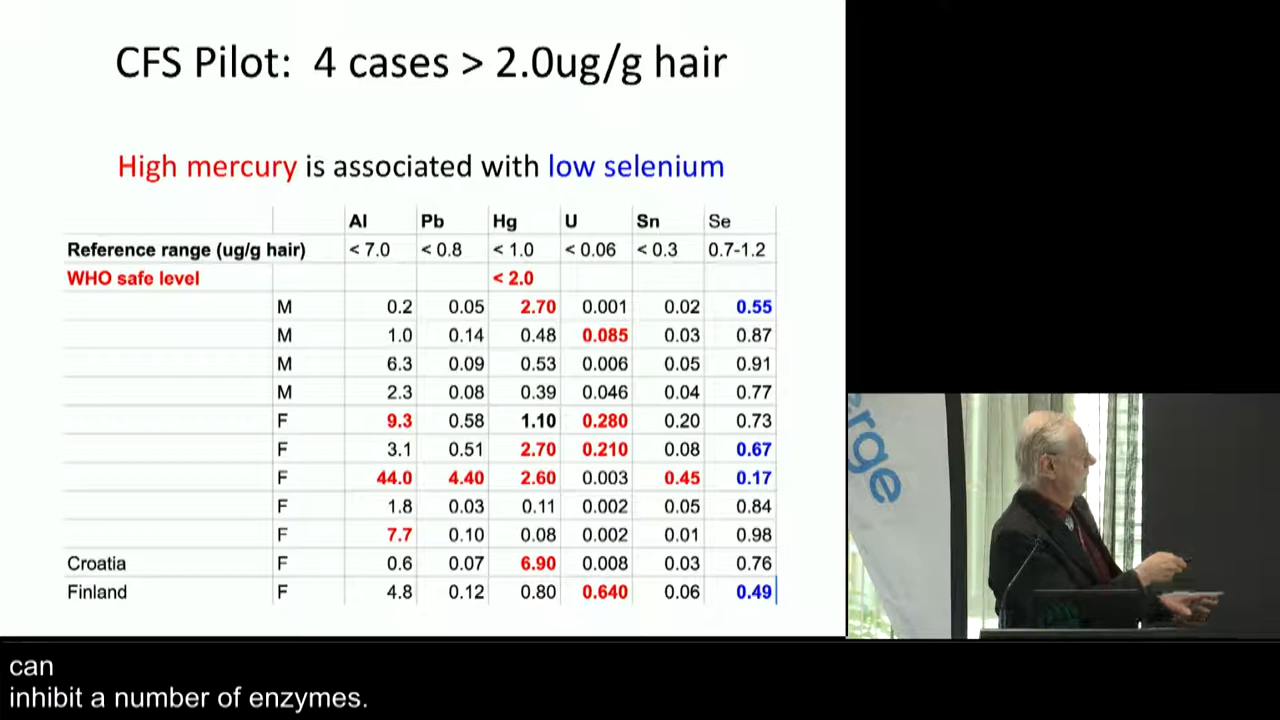 CFS Pilot: 4 cases > 2.0ug/g hair
High mercury is associated with low selenium
Al Pb Hg U Sn Se
Reference range (ug/g hair) < 7.0 < 0.8 < 1.0 < 0.06 < 0.3 0.7-1.2
WHO safe level < 2.0
M 0.2 0.05 2.70 0.001 0.02 0.55
M 1.0 0.14 0.48 0.085 0.03 0.87
M 6.3 0.09 0.53 0.006 0.05 0.91
M 2.3 0.08 0.39 0.046 0.04 0.77
F 9.3 0.58 1.10 0.280 0.20 0.73
F 3.1 0.51 2.70 0.210 0.08 0.67
F 44.0 4.40 2.60 0.003 0.45 0.17
F 1.8 0.03 0.11 0.002 0.05 0.84
F 7.7 0.10 0.08 0.002 0.01 0.98
Croatia F 0.6 0.07 6.90 0.008 0.03 0.76
Finland F 4.8 0.12 0.80 0.640 0.06 0.49
erge
can
inhibit a number of enzymes.